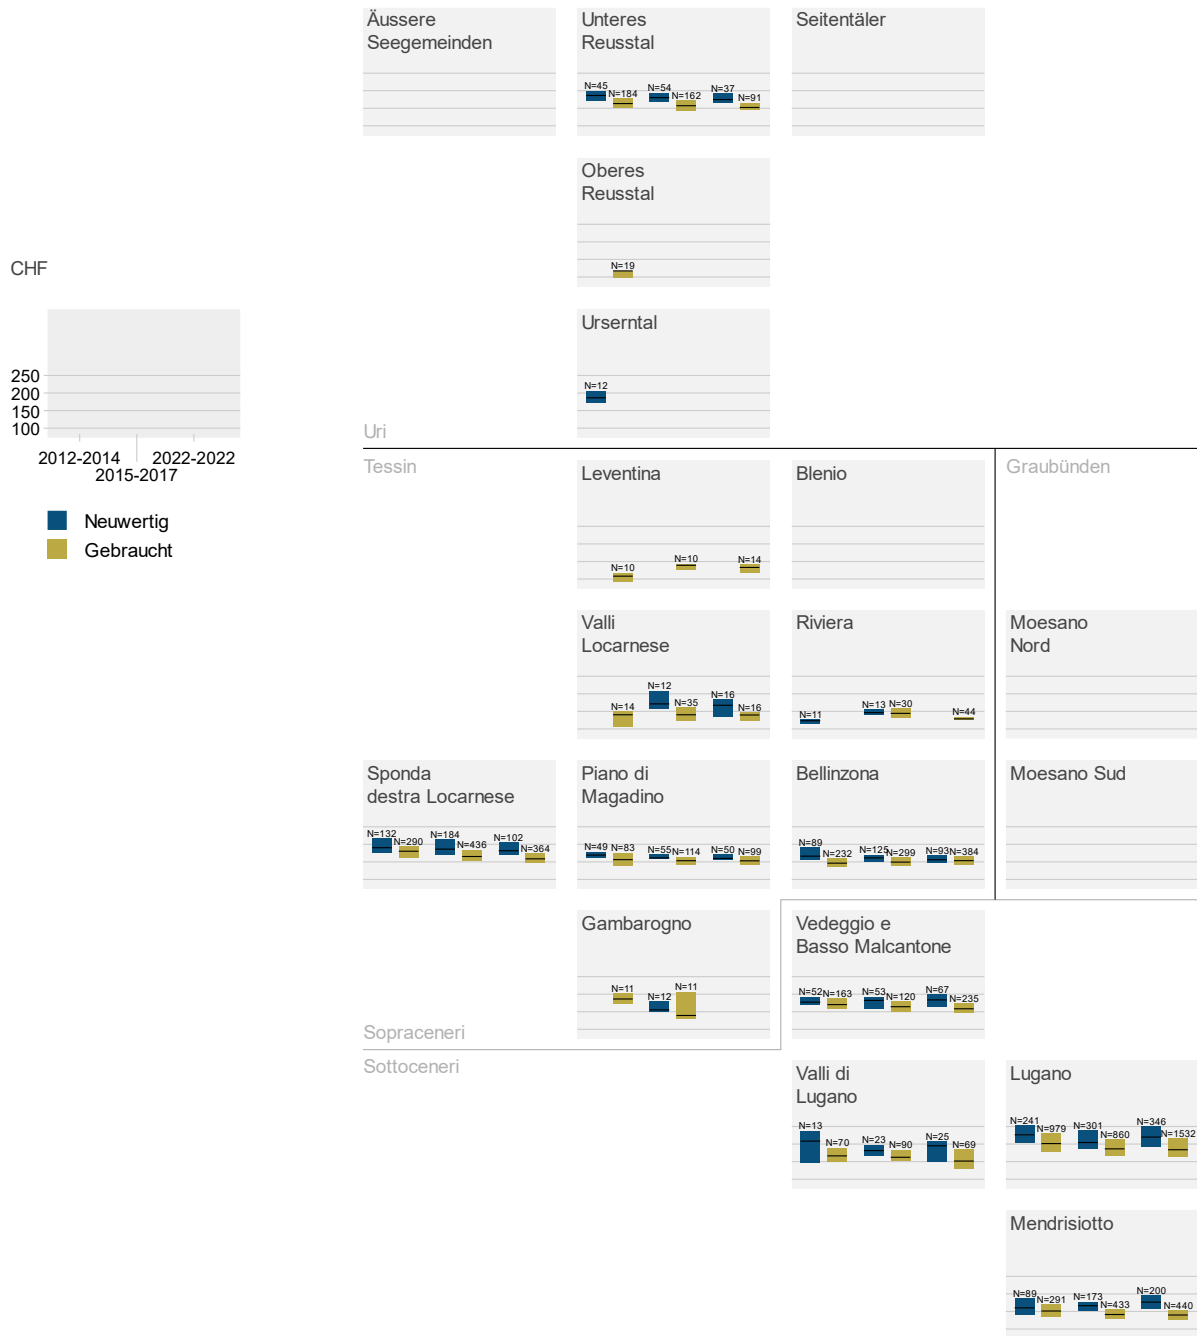 Äussere
Seegemeinden
Unteres
Reusstal
N=45
N=184
N=54
N=162
N=37
N=91
Seitentäler
Oberes
Reusstal
N=19
CHF
250
200
150
100
2012-2014
2022-2022
2015-2017
Neuwertig
Gebraucht
Urserntal
N=12
Uri
Tessin
Graubünden
Leventina
N=10
N=10
N=14
Blenio
Valli
Locarnese
N=14
N=12
N=35
N=16
N=16
Riviera
N=11
N=13
N=30
N=44
Moesano
Nord
Sponda
destra Locarnese
N=132
N=290
N=184
N=436
N=102
N=364
Piano di
Magadino
N=49
N=83
N=55
N=114
N=50
N=99
Bellinzona
N=89
N=232
N=125
N=299
N=93
N=384
Moesano Sud
Gambarogno
N=11
N=12
N=11
Vedeggio e
Basso Malcantone
N=52
N=163
N=53
N=120
N=67
N=235
Sopraceneri
Sottoceneri
Valli di
Lugano
N=13
N=70
N=23
N=90
N=25
N=69
Lugano
N=241
N=979
N=301
N=860
N=346
N=1532
Mendrisiotto
N=89
N=291
N=173
N=433
N=200
N=440